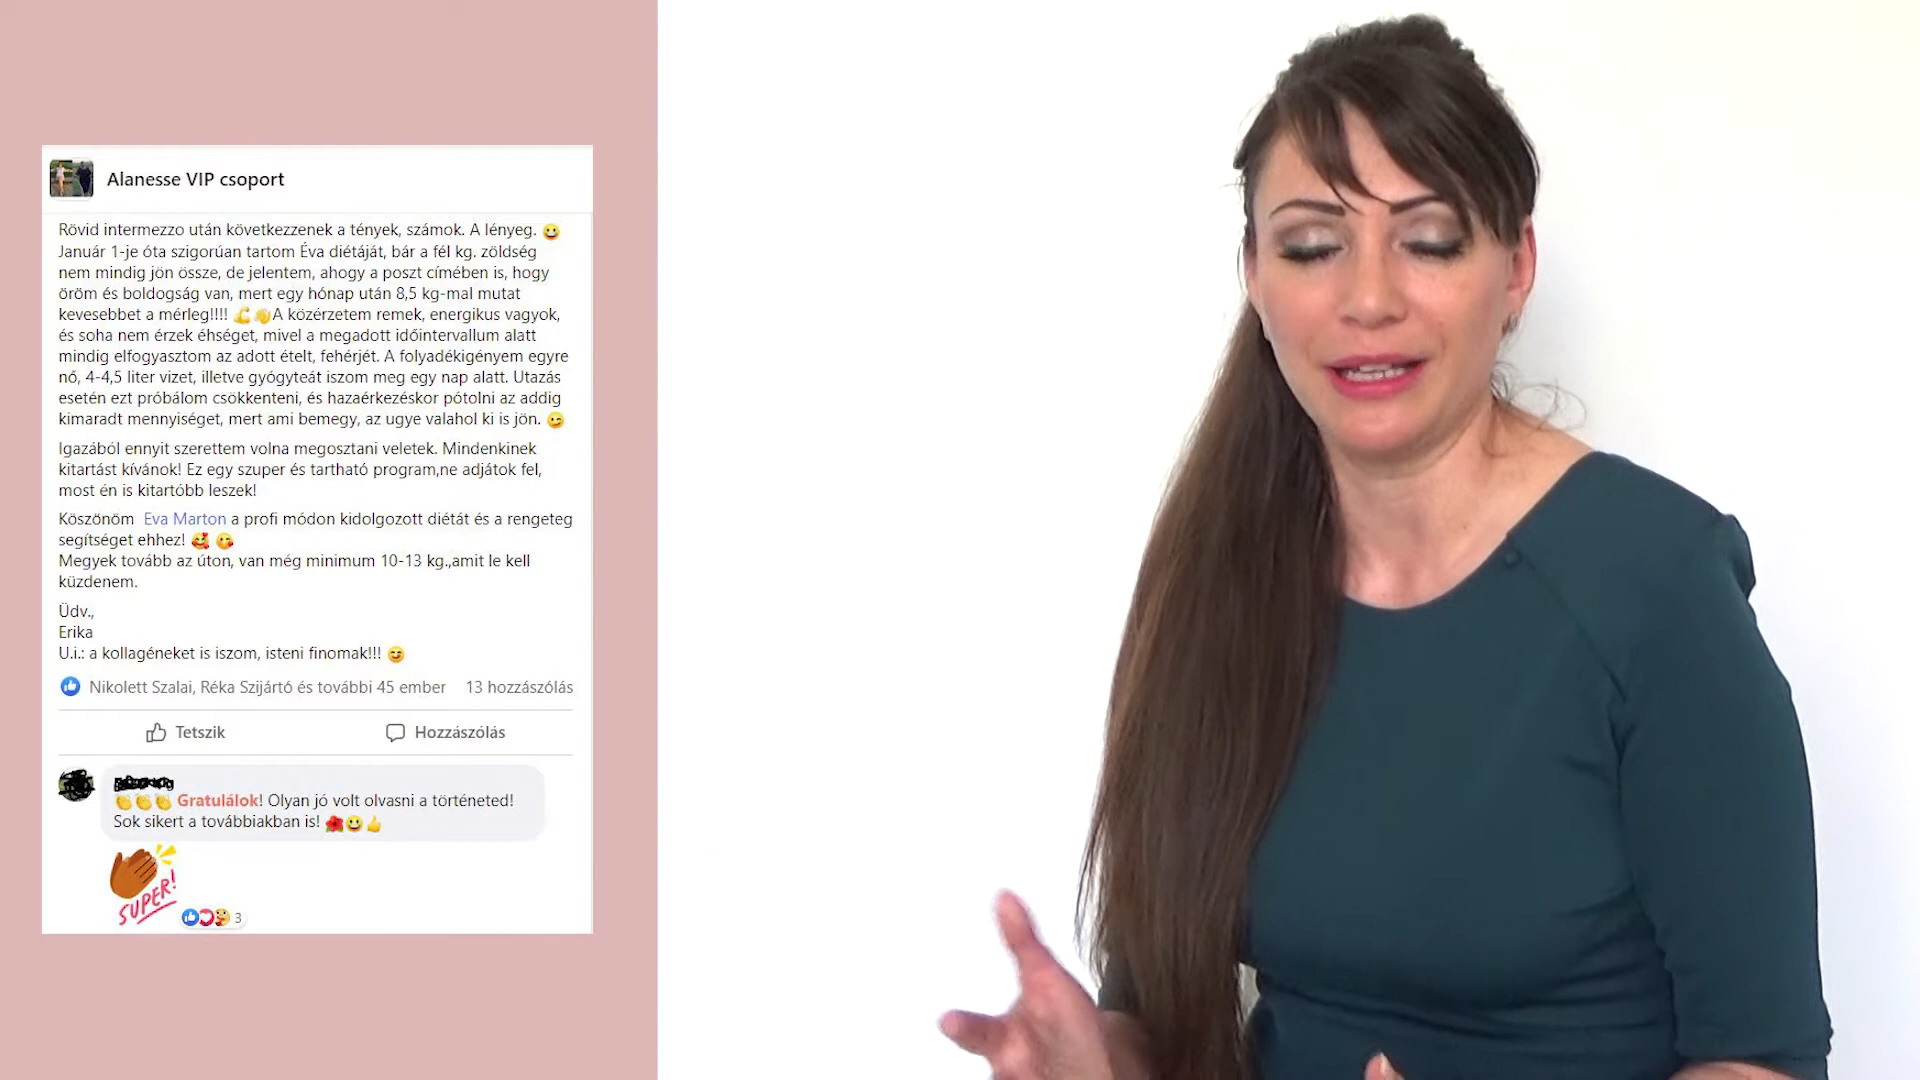 Alanesse VIP csoport
Rövid intermezzo után következzenek a tények, számok. A lényeg. 😀
Január 1-je óta szigorúan tartom Éva diétáját, bár a fél kg. zöldség
nem mindig jön össze, de jelentem, ahogy a poszt címében is, hogy
öröm és boldogság van, mert egy hónap után 8,5 kg-mal mutat
kevesebbet a mérleg!!!! 💪👏A közérzetem remek, energikus vagyok,
és soha nem érzek éhséget, mivel a megadott időintervallum alatt
mindig elfogyasztom az adott ételt, fehérjét. A folyadékigényem egyre
nő, 4-4,5 liter vizet, illetve gyógyteát iszom meg egy nap alatt. Utazás
esetén ezt próbálom csökkenteni, és hazaérkezéskor pótolni az addig
kimaradt mennyiséget, mert ami bemegy, az ugye valahol ki is jön. 😉
Igazából ennyit szerettem volna megosztani veletek. Mindenkinek
kitartást kívánok! Ez egy szuper és tartható program,ne adjátok fel,
most én is kitartóbb leszek!
Köszönöm Eva Marton a profi módon kidolgozott diétát és a rengeteg
segítséget ehhez! 🥰 😋
Megyek tovább az úton, van még minimum 10-13 kg.,amit le kell
küzdenem.
Üdv.,
Erika
U.i.: a kollagéneket is iszom, isteni finomak!!! 😊
Nikolett Szalai, Réka Szijártó és további 45 ember 13 hozzászólás
Tetszik Hozzászólás
👏👏👏 Gratulálok! Olyan jó volt olvasni a történeted!
Sok sikert a továbbiakban is! 🌺😀👍
SUPER!
3